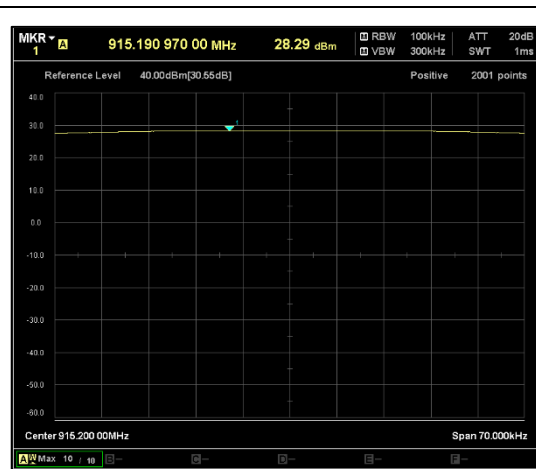 MKR 1 A 915.190 970 00 MHz 28.29 dBm RBW 100kHz ATT 20dB
VBW 300kHz SWT 1ms
Reference Level 40.00dBm[30.55dB] Positive 2001 points
40.0
30.0
1
20.0
10.0
0.0
-10.0
-20.0
-30.0
-40.0
-50.0
-60.0
Center 915.200 00MHz Span 70.000kHz
A W Max 10 / 10 B— C— D— E— F—